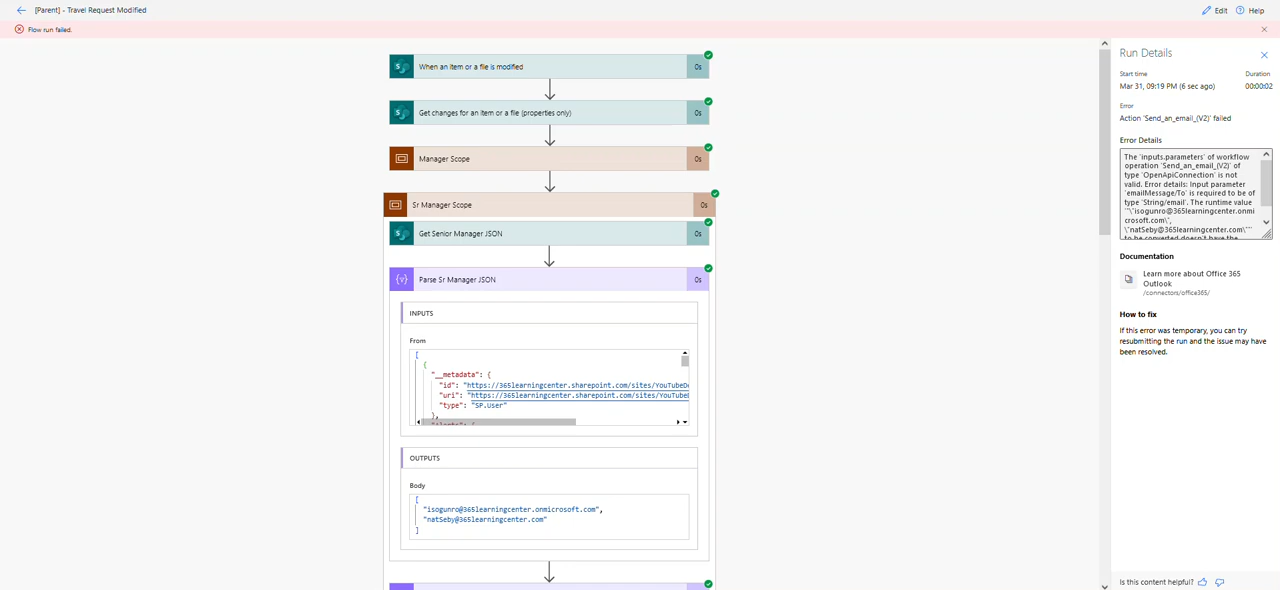 [Parent] - Travel Request Modified
Edit
Help
Flow run failed.
When an item or a file is modified
0s
Get changes for an item or a file (properties only)
0s
Manager Scope
0s
Sr Manager Scope
0s
Get Senior Manager JSON
0s
Parse Sr Manager JSON
0s
INPUTS
From
[
{
"__metadata": {
"id": "https://365learningcenter.sharepoint.com/sites/YouTubeD
"uri": "https://365learningcenter.sharepoint.com/sites/YouTube
"type": "SP.User"
},
OUTPUTS
Body
[
"isogunro@365learningcenter.onmicrosoft.com",
"natSeby@365learningcenter.com"
]
Run Details
Start time
Duration
Mar 31, 09:19 PM (6 sec ago)
00:00:02
Error
Action 'Send_an_email_(V2)' failed
Error Details
The 'inputs.parameters' of workflow
operation 'Send_an_email_(V2)' of
type 'OpenApiConnection' is not
valid. Error details: Input parameter
'emailMessage/To' is required to be of
type 'String/email'. The runtime value
'"\"isogunro@365learningcenter.onmi
crosoft.com\",
\"natSeby@365learningcenter.com\""'
to be converted doesn't have the
Documentation
Learn more about Office 365
Outlook
/connectors/office365/
How to fix
If this error was temporary, you can try
resubmitting the run and the issue may have
been resolved.
Is this content helpful?